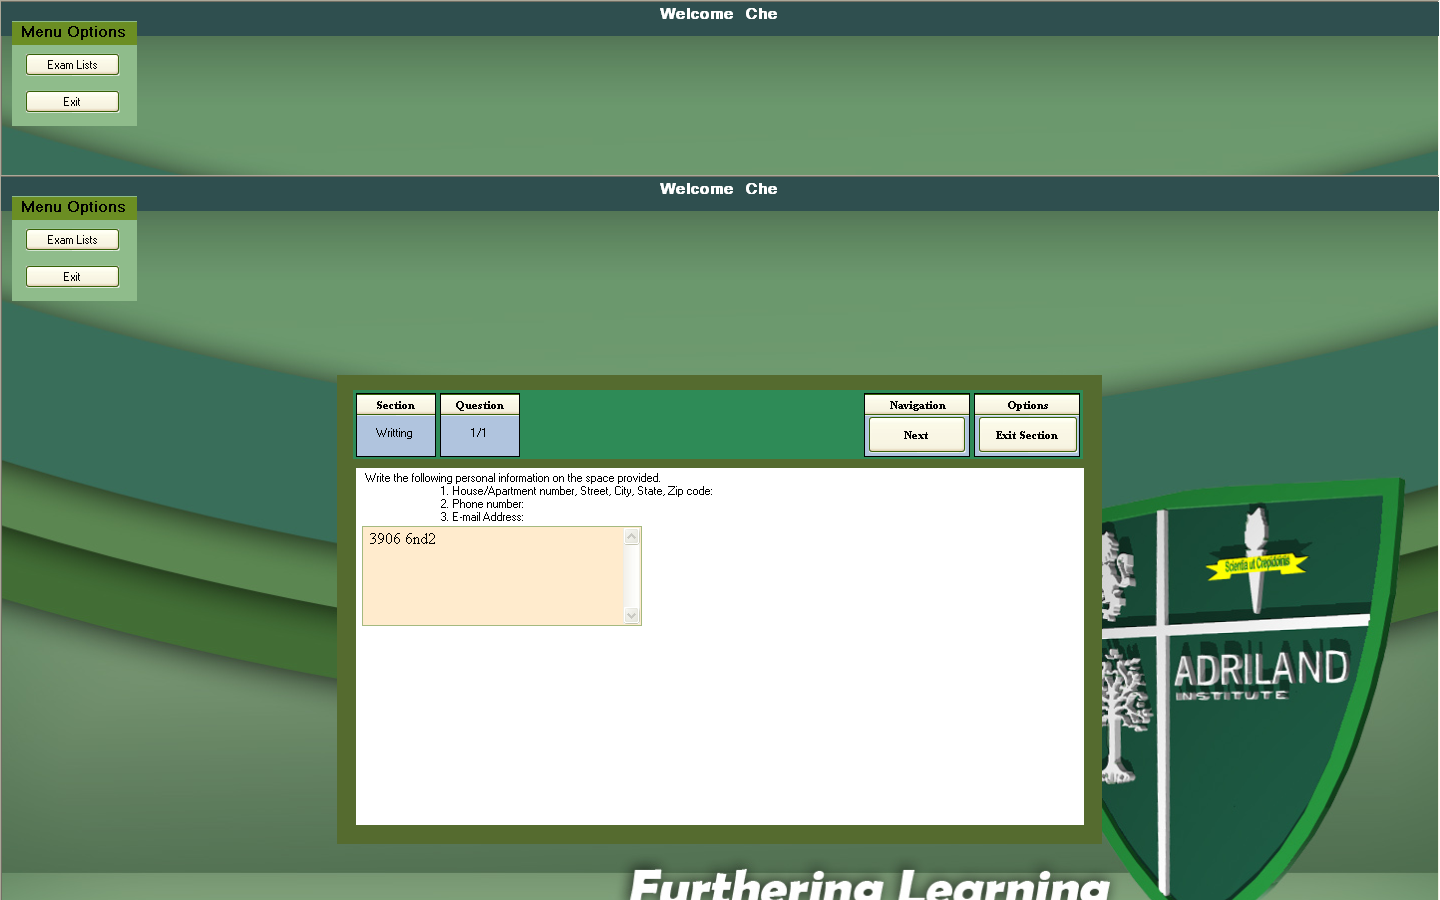 Welcome Che
Menu Options
Exam Lists
Exit
Welcome Che
Menu Options
Exam Lists
Exit
Section
Question
Navigation
Options
Writting
1/1
Next
Exit Section
Write the following personal information on the space provided.
1. House/Apartment number, Street, City, State, Zip code:
2. Phone number:
3. E-mail Address:
3906 6nd2
Scientia ut Crepidoinis
ADRILAND
INSTITUTE
Furthering Learning